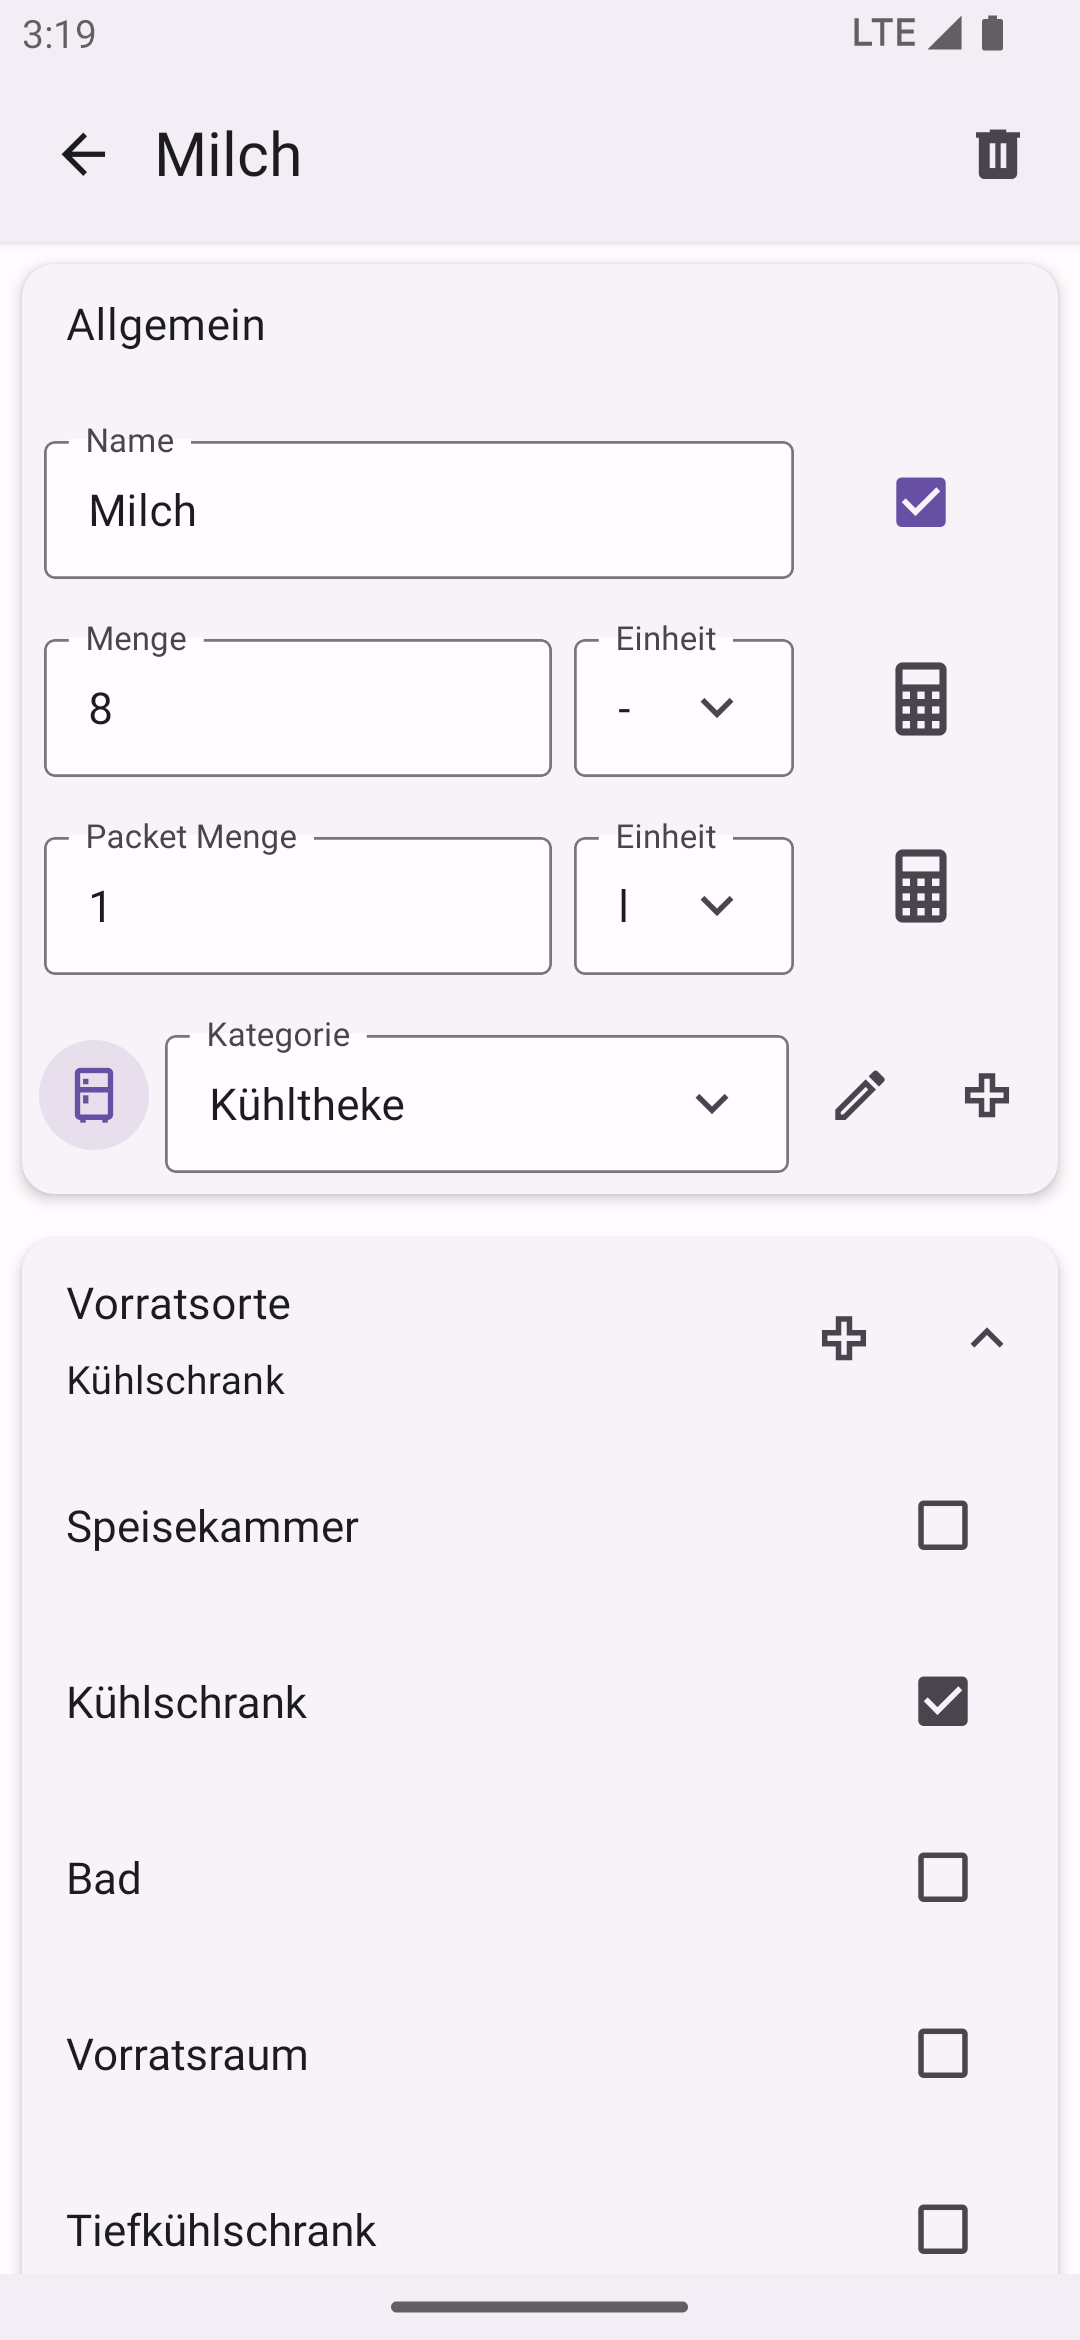 3:19 LTE
Milch
Allgemein
Name
Milch
Menge Einheit
8 -
Packet Menge Einheit
1 l
Kategorie
Kühltheke
Vorratsorte
Kühlschrank
Speisekammer
Kühlschrank
Bad
Vorratsraum
Tiefkühlschrank